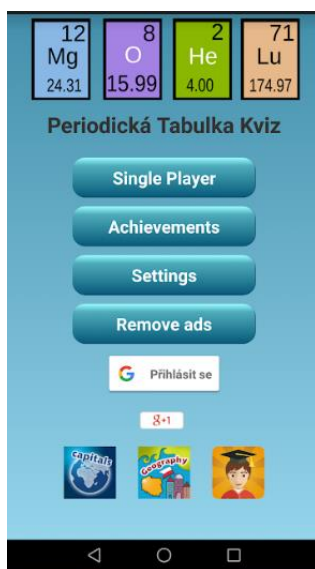 12 8 2 71
Mg O He Lu
24.31 15.99 4.00 174.97
Periodická Tabulka Kviz
Single Player
Achievements
Settings
Remove ads
G Přihlásit se
g+1
capitals Geography